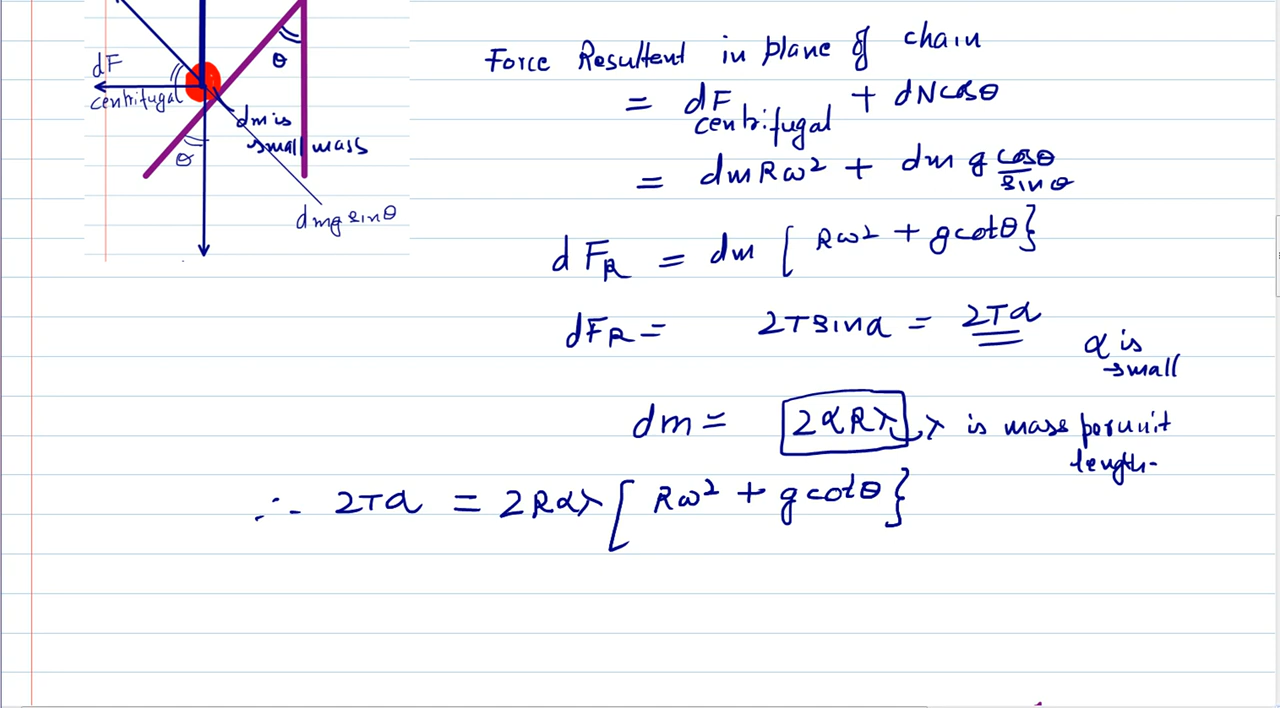 dF
centrifugal
θ
dm is
small mass
θ
dmg sinθ
Force Resultent in plane of chain
= dF centrifugal + dN cosθ
= dmRω² + dm g cosθ/sinθ
dF_R = dm [ Rω² + g cotθ }
dF_R = 2T sinα = 2Tα
α is
small
dm = 2αRλ λ is mass per unit
length.
∴ 2Tα = 2Rαλ [ Rω² + g cotθ }